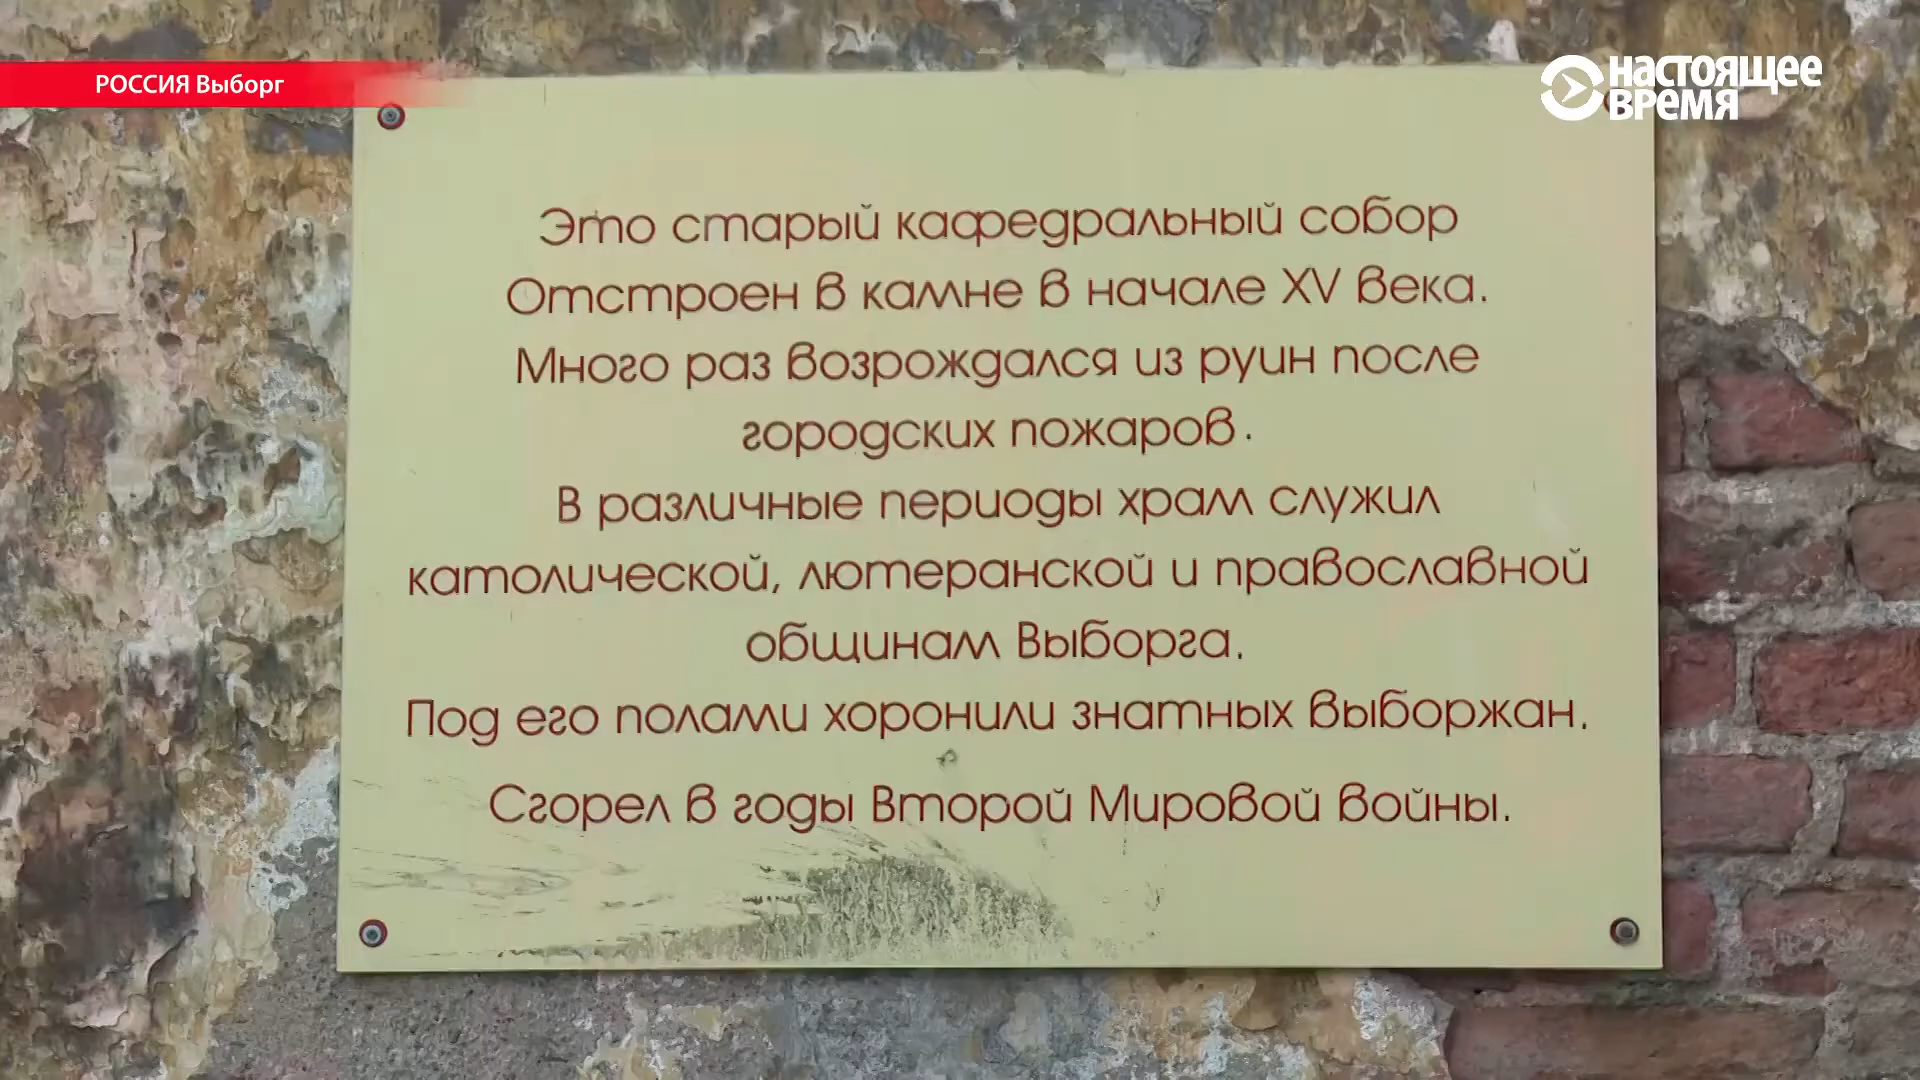 РОССИЯ Выборг
НАСТОЯЩЕЕ
ВРЕМЯ
Это старый кафедральный собор
Отстроен в камне в начале XV века.
Много раз возрождался из руин после
городских пожаров.
В различные периоды храм служил
католической, лютеранской и православной
общинам Выборга.
Под его полами хоронили знатных выборжан.
Сгорел в годы Второй Мировой войны.